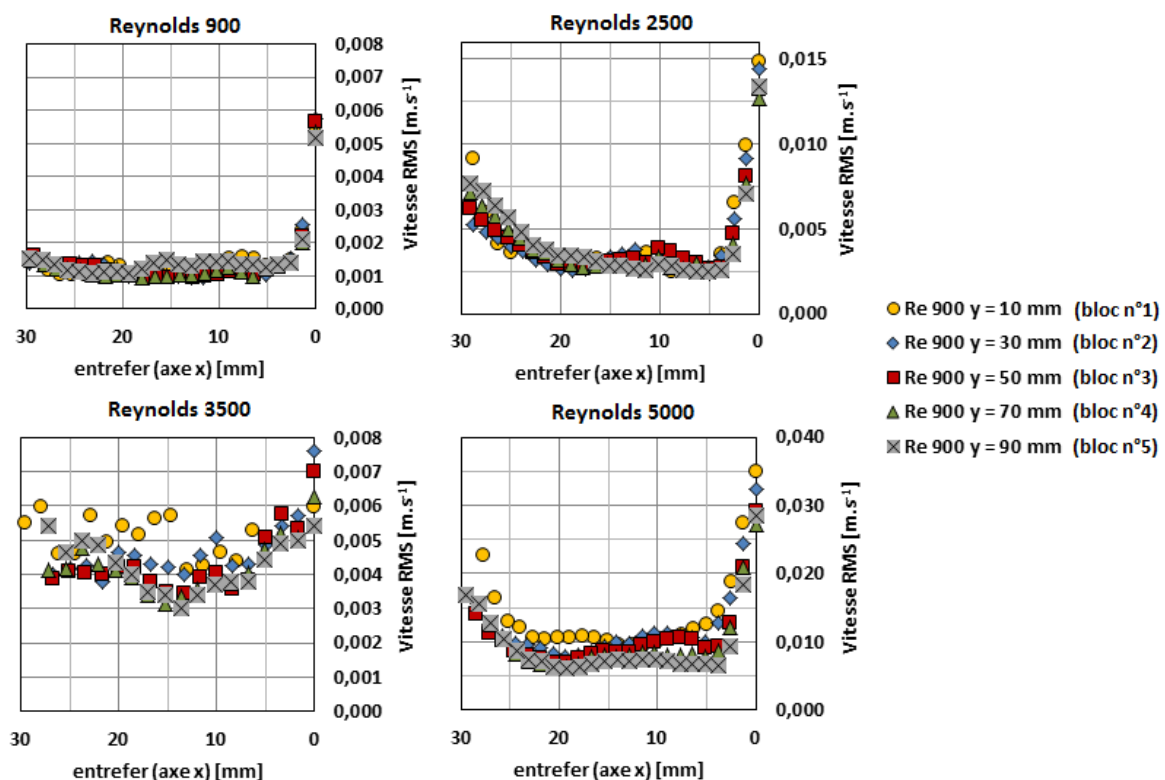 Reynolds 900
0,008
0,007
0,006
0,005
0,004
0,003
0,002
0,001
0,000
Vitesse RMS [m.s⁻¹]
30 20 10 0
entrefer (axe x) [mm]
Reynolds 2500
0,015
0,010
0,005
0,000
Vitesse RMS [m.s⁻¹]
30 20 10 0
entrefer (axe x) [mm]
Reynolds 3500
0,008
0,007
0,006
0,005
0,004
0,003
0,002
0,001
0,000
Vitesse RMS [m.s⁻¹]
30 20 10 0
entrefer (axe x) [mm]
Reynolds 5000
0,040
0,030
0,020
0,010
0,000
Vitesse RMS [m.s⁻¹]
30 20 10 0
entrefer (axe x) [mm]
Re 900 y = 10 mm (bloc n°1)
Re 900 y = 30 mm (bloc n°2)
Re 900 y = 50 mm (bloc n°3)
Re 900 y = 70 mm (bloc n°4)
Re 900 y = 90 mm (bloc n°5)